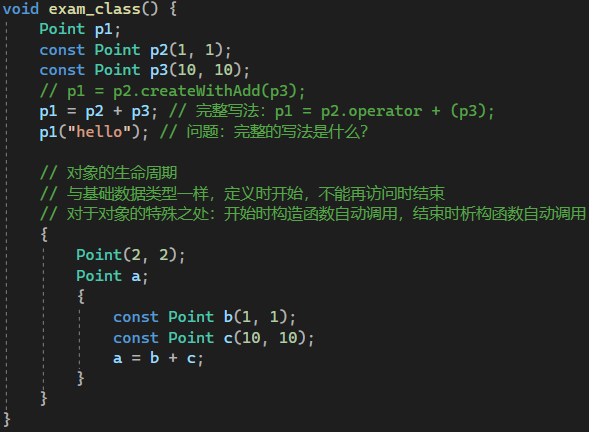 void exam_class() {
    Point p1;
    const Point p2(1, 1);
    const Point p3(10, 10);
    // p1 = p2.createWithAdd(p3);
    p1 = p2 + p3; // 完整写法：p1 = p2.operator + (p3);
    p1("hello"); // 问题：完整的写法是什么?

    // 对象的生命周期
    // 与基础数据类型一样，定义时开始，不能再访问时结束
    // 对于对象的特殊之处：开始时构造函数自动调用，结束时析构函数自动调用
    {
        Point(2, 2);
        Point a;
        {
            const Point b(1, 1);
            const Point c(10, 10);
            a = b + c;
        }
    }
}